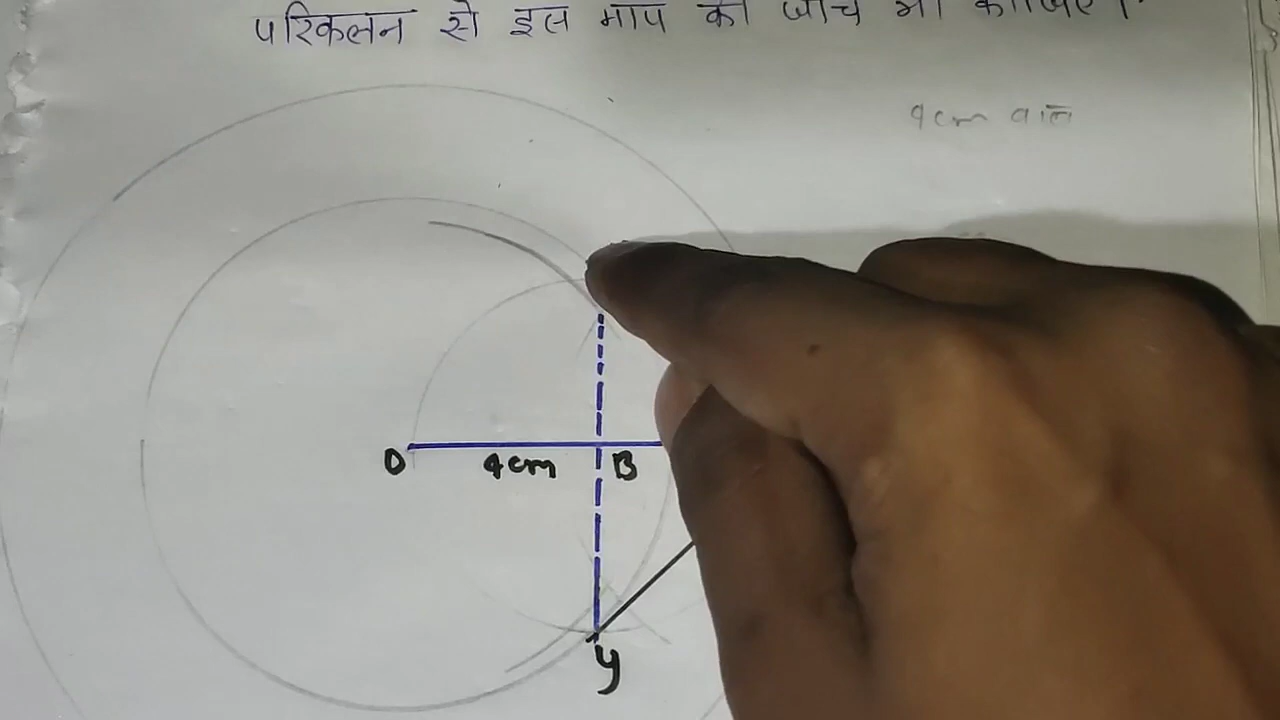 परिकलन से इस माप की जाँच भी कीजिए।
4cm वाले
O 4cm B
y